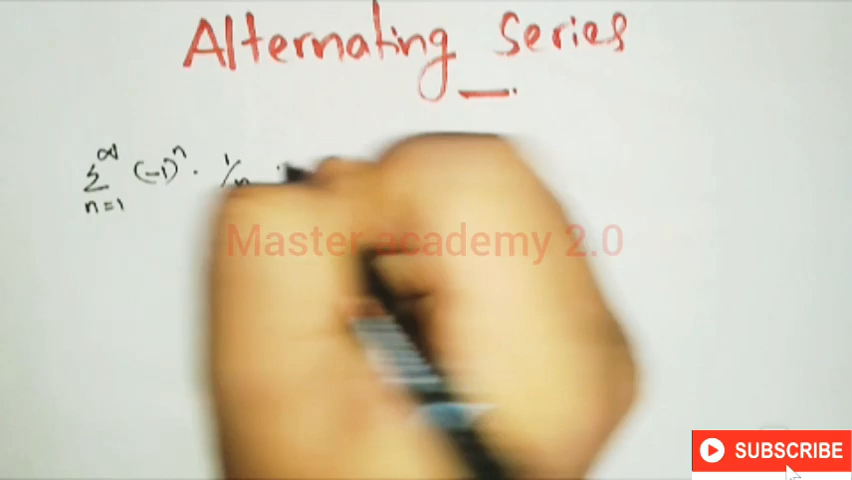 Alternating Series
∞
Σ (-1)ⁿ · 1/n
n=1
Master academy 2.0
SUBSCRIBE